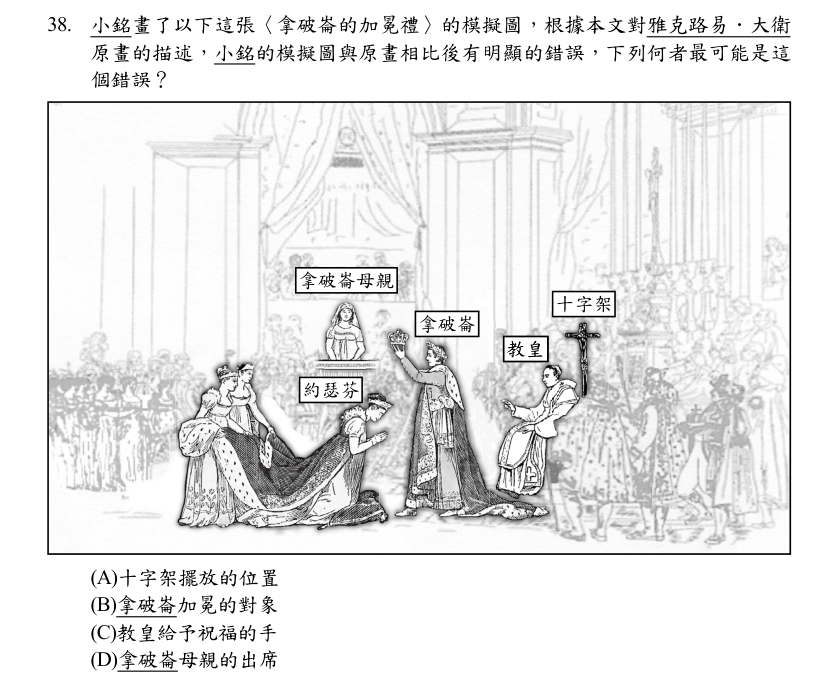 38. 小銘畫了以下這張〈拿破崙的加冕禮〉的模擬圖，根據本文對雅克路易・大衛
原畫的描述，小銘的模擬圖與原畫相比後有明顯的錯誤，下列何者最可能是這
個錯誤？
拿破崙母親
十字架
拿破崙
教皇
約瑟芬
(A)十字架擺放的位置
(B)拿破崙加冕的對象
(C)教皇給予祝福的手
(D)拿破崙母親的出席